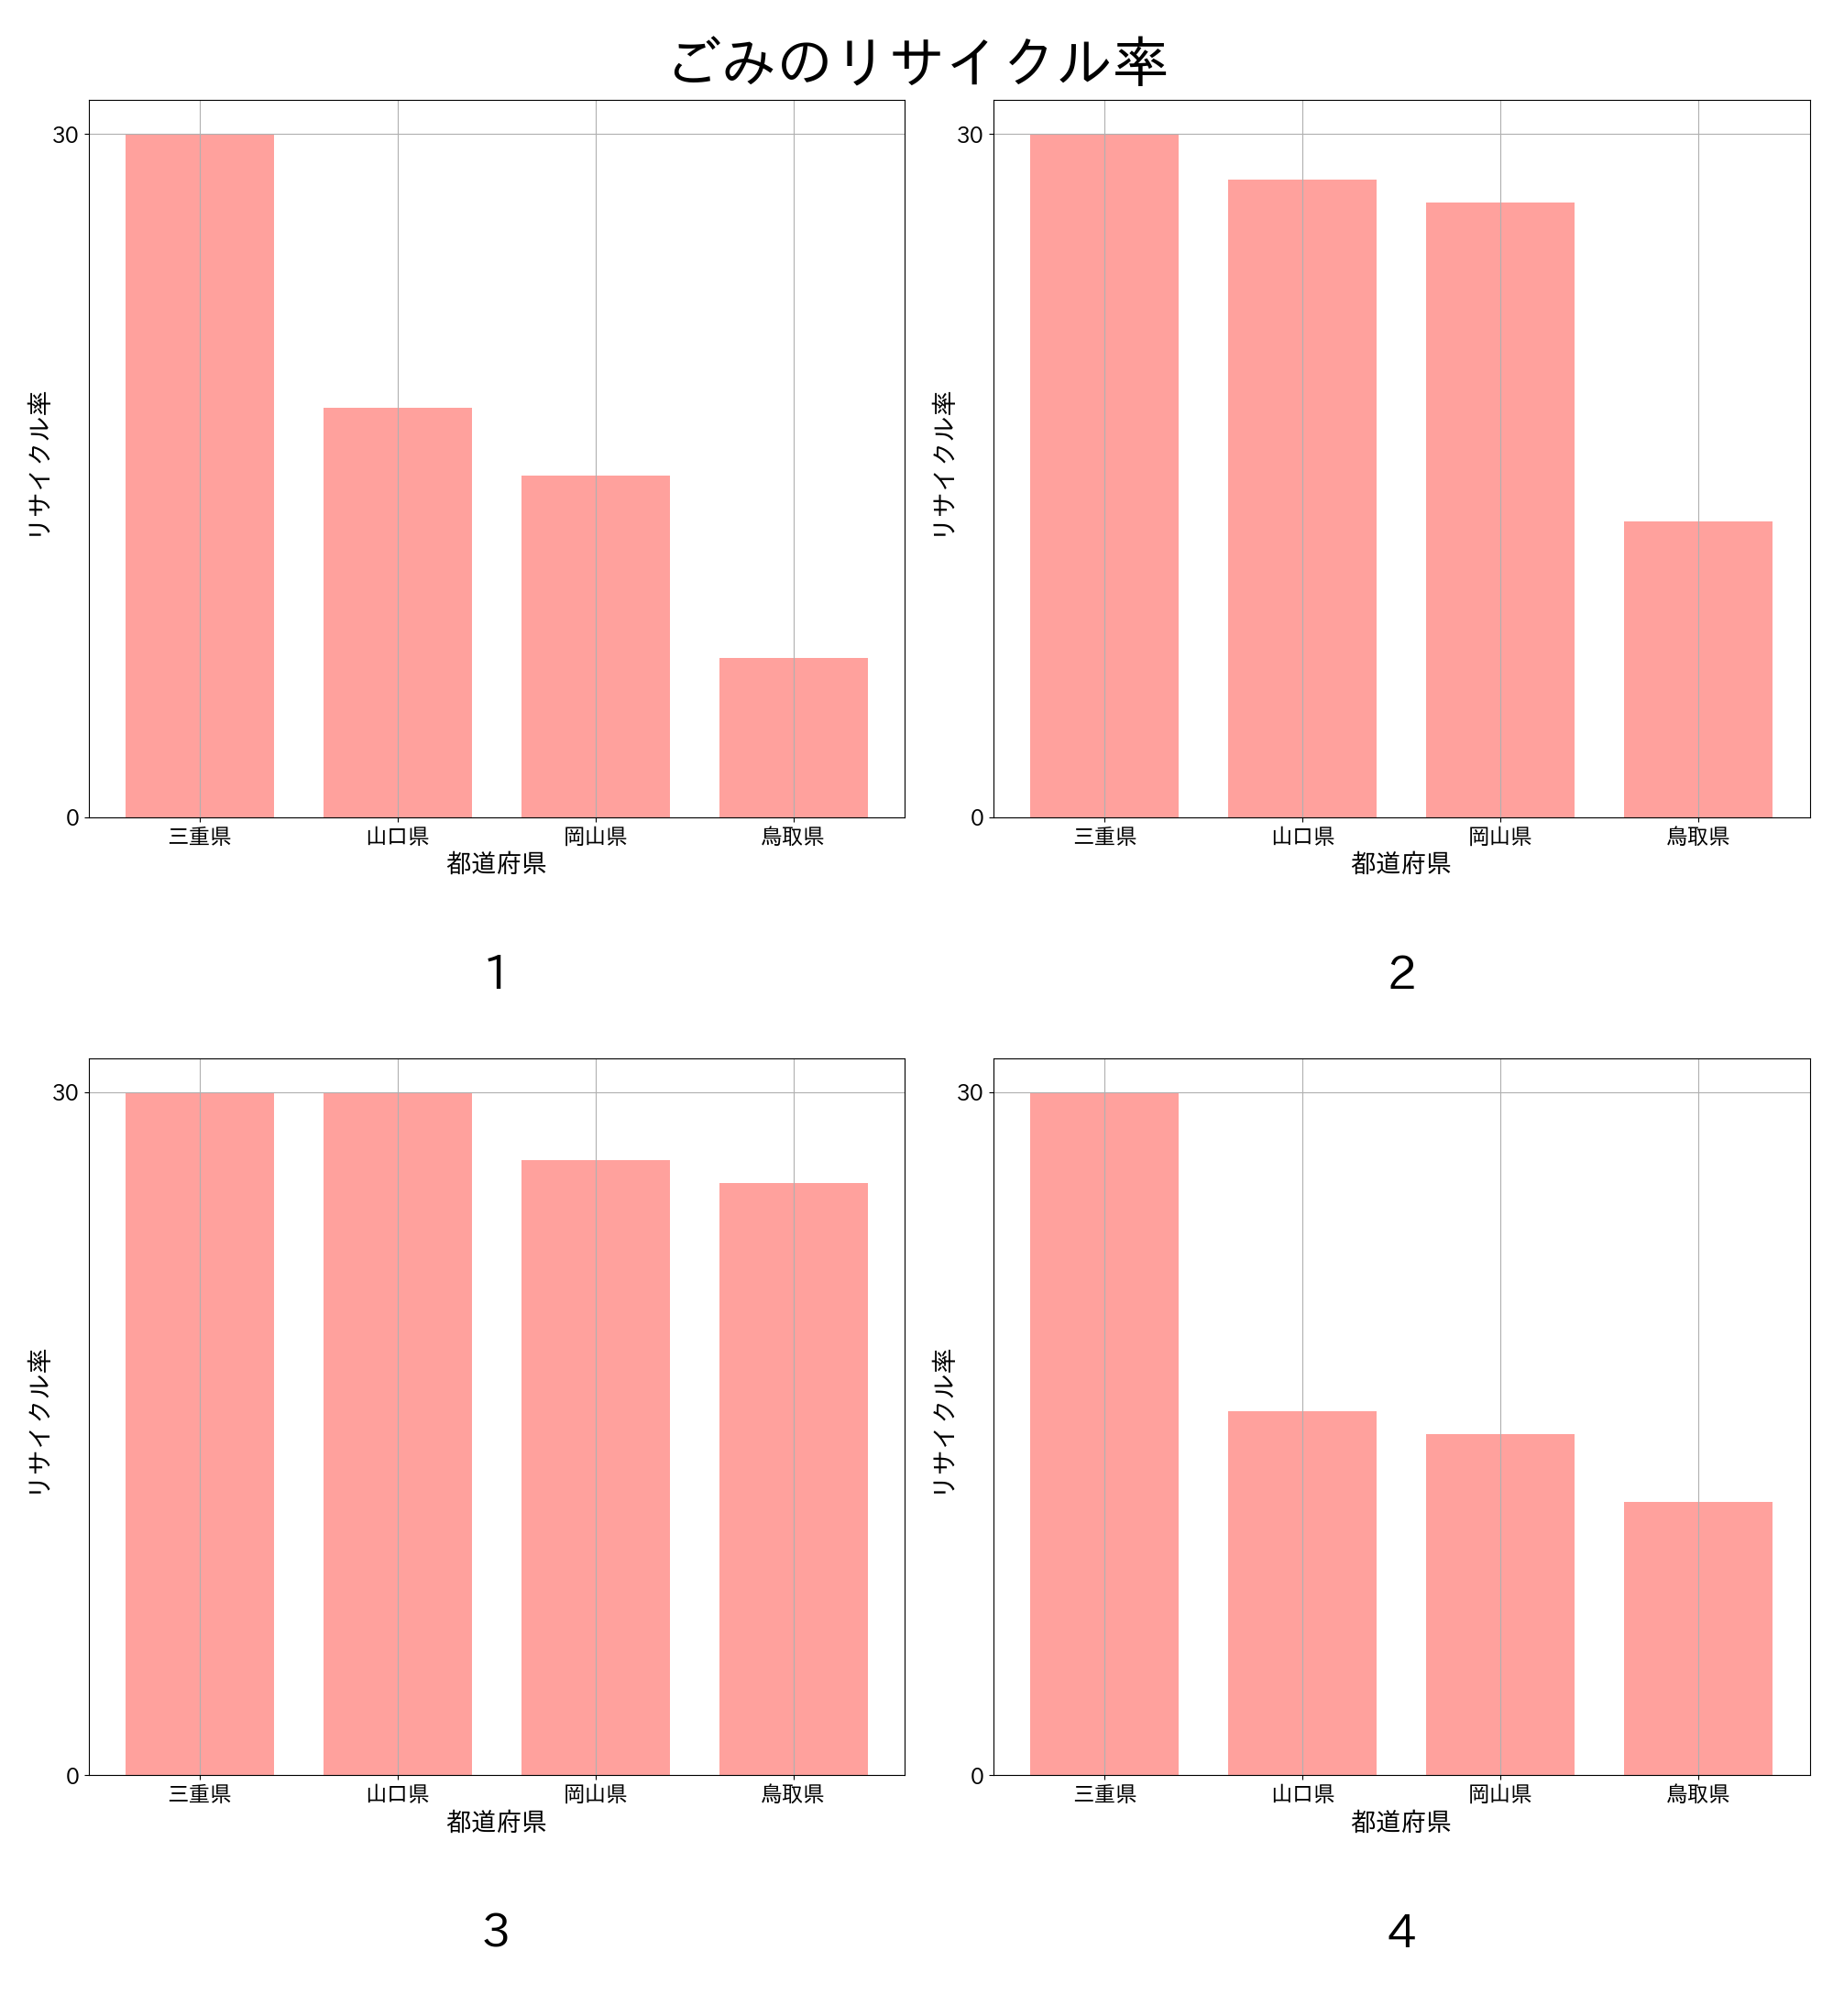 ごみのリサイクル率
30
リサイクル率
0
三重県 山口県 岡山県 鳥取県
都道府県
1
30
リサイクル率
0
三重県 山口県 岡山県 鳥取県
都道府県
2
30
リサイクル率
0
三重県 山口県 岡山県 鳥取県
都道府県
3
30
リサイクル率
0
三重県 山口県 岡山県 鳥取県
都道府県
4